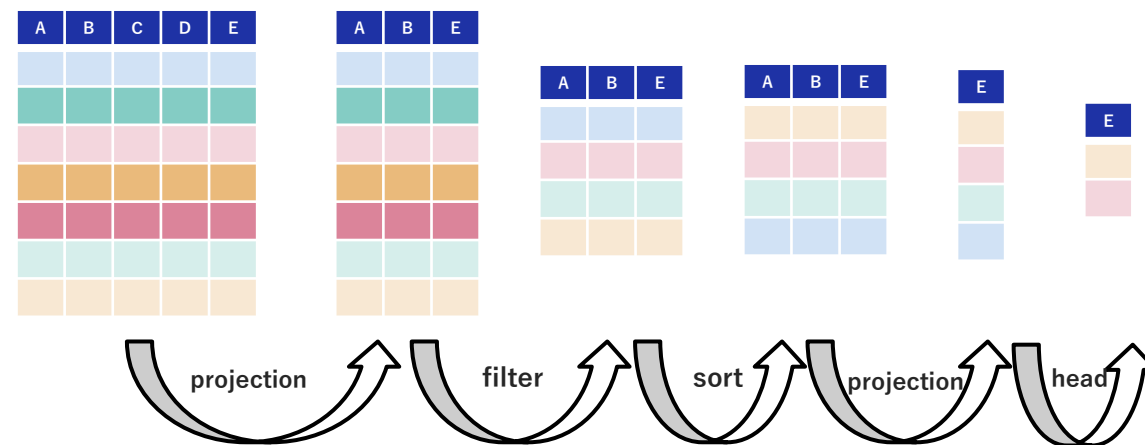 A B C D E
A B E
A B E
A B E
E
E
projection
filter
sort
projection
head